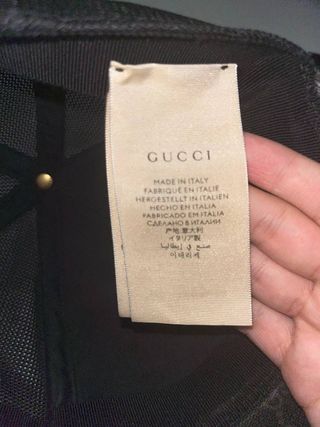 GUCCI
MADE IN ITALY
FABRIQUÉ EN ITALIE
HERGESTELLT IN ITALIEN
HECHO EN ITALIA
FABRICADO EM ITALIA
СДЕЛАНО В ИТАЛИИ
产地 意大利
イタリア製
صنع في إيطاليا
이태리제